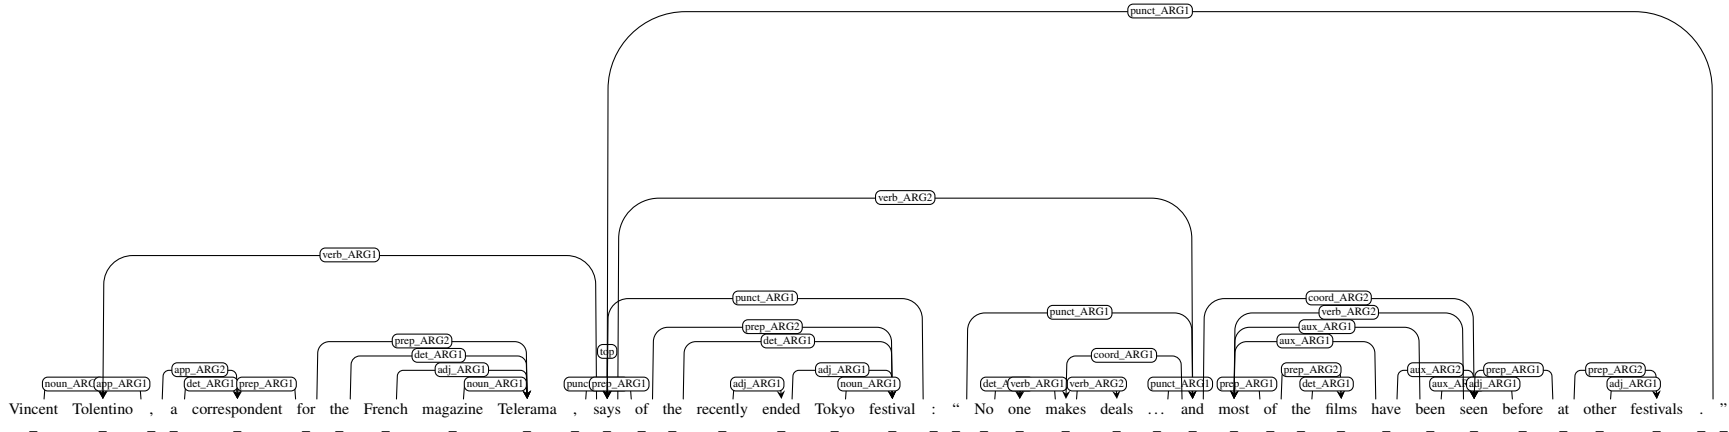 punct_ARG1
verb_ARG2
verb_ARG1
punct_ARG1 coord_ARG2
punct_ARG1 verb_ARG2
prep_ARG2 prep_ARG2 aux_ARG1
det_ARG1 det_ARG1 aux_ARG1
top coord_ARG1
app_ARG2 adj_ARG1 adj_ARG1 prep_ARG2 aux_ARG2 prep_ARG1 prep_ARG2
app_ARG1 det_ARG1 prep_ARG1 noun_ARG1 prep_ARG1 adj_ARG1 noun_ARG1 verb_ARG1 verb_ARG2 punct_ARG1 prep_ARG1 det_ARG1 adj_ARG1 adj_ARG1
Vincent Tolentino , a correspondent for the French magazine Telerama , says of the recently ended Tokyo festival : “ No one makes deals ... and most of the films have been seen before at other festivals . ”